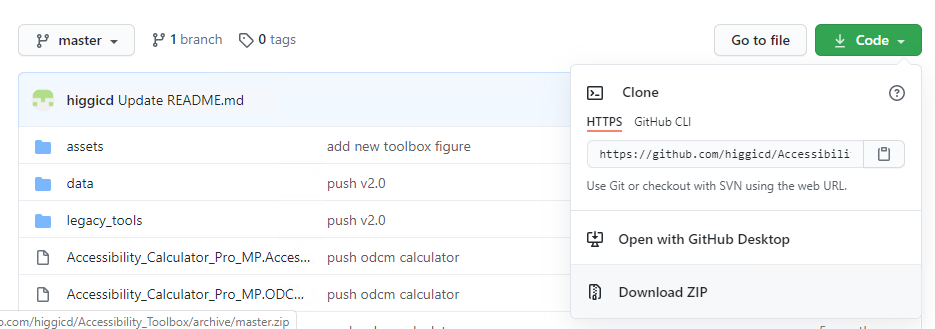 master
1 branch
0 tags
Go to file
Code
higgicd Update README.md
assets
add new toolbox figure
data
push v2.0
legacy_tools
push v2.0
Accessibility_Calculator_Pro_MP.Acces...
push odcm calculator
Accessibility_Calculator_Pro_MP.ODC...
push odcm calculator
Clone
HTTPS
GitHub CLI
https://github.com/higgicd/Accessibili
Use Git or checkout with SVN using the web URL.
Open with GitHub Desktop
Download ZIP
b.com/higgicd/Accessibility_Toolbox/archive/master.zip